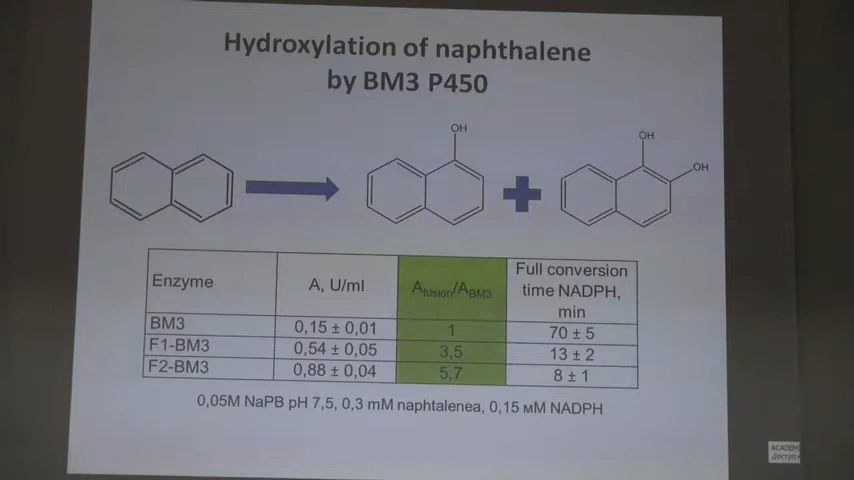 Hydroxylation of naphthalene
by BM3 P450
OH
OH
OH
Enzyme
A, U/ml
Afusion/ABM3
Full conversion
time NADPH,
min
BM3
0,15 ± 0,01
1
70 ± 5
F1-BM3
0,54 ± 0,05
3,5
13 ± 2
F2-BM3
0,88 ± 0,04
5,7
8 ± 1
0,05M NaPB pH 7,5, 0,3 mM naphtalenea, 0,15 мМ NADPH